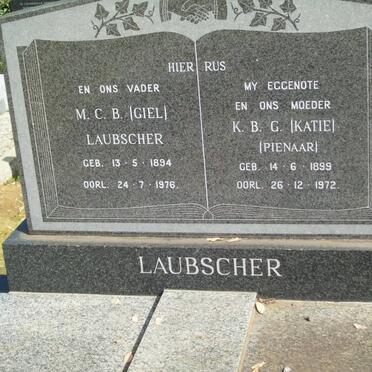 HIER RUS
EN ONS VADER
M. C. B. (GIEL)
LAUBSCHER
GEB. 13-5-1894
OORL. 24-7-1976.
MY EGGENOTE
EN ONS MOEDER
K. B. G. (KATIE)
(PIENAAR)
GEB. 14-6-1899
OORL. 26-12-1972.
LAUBSCHER